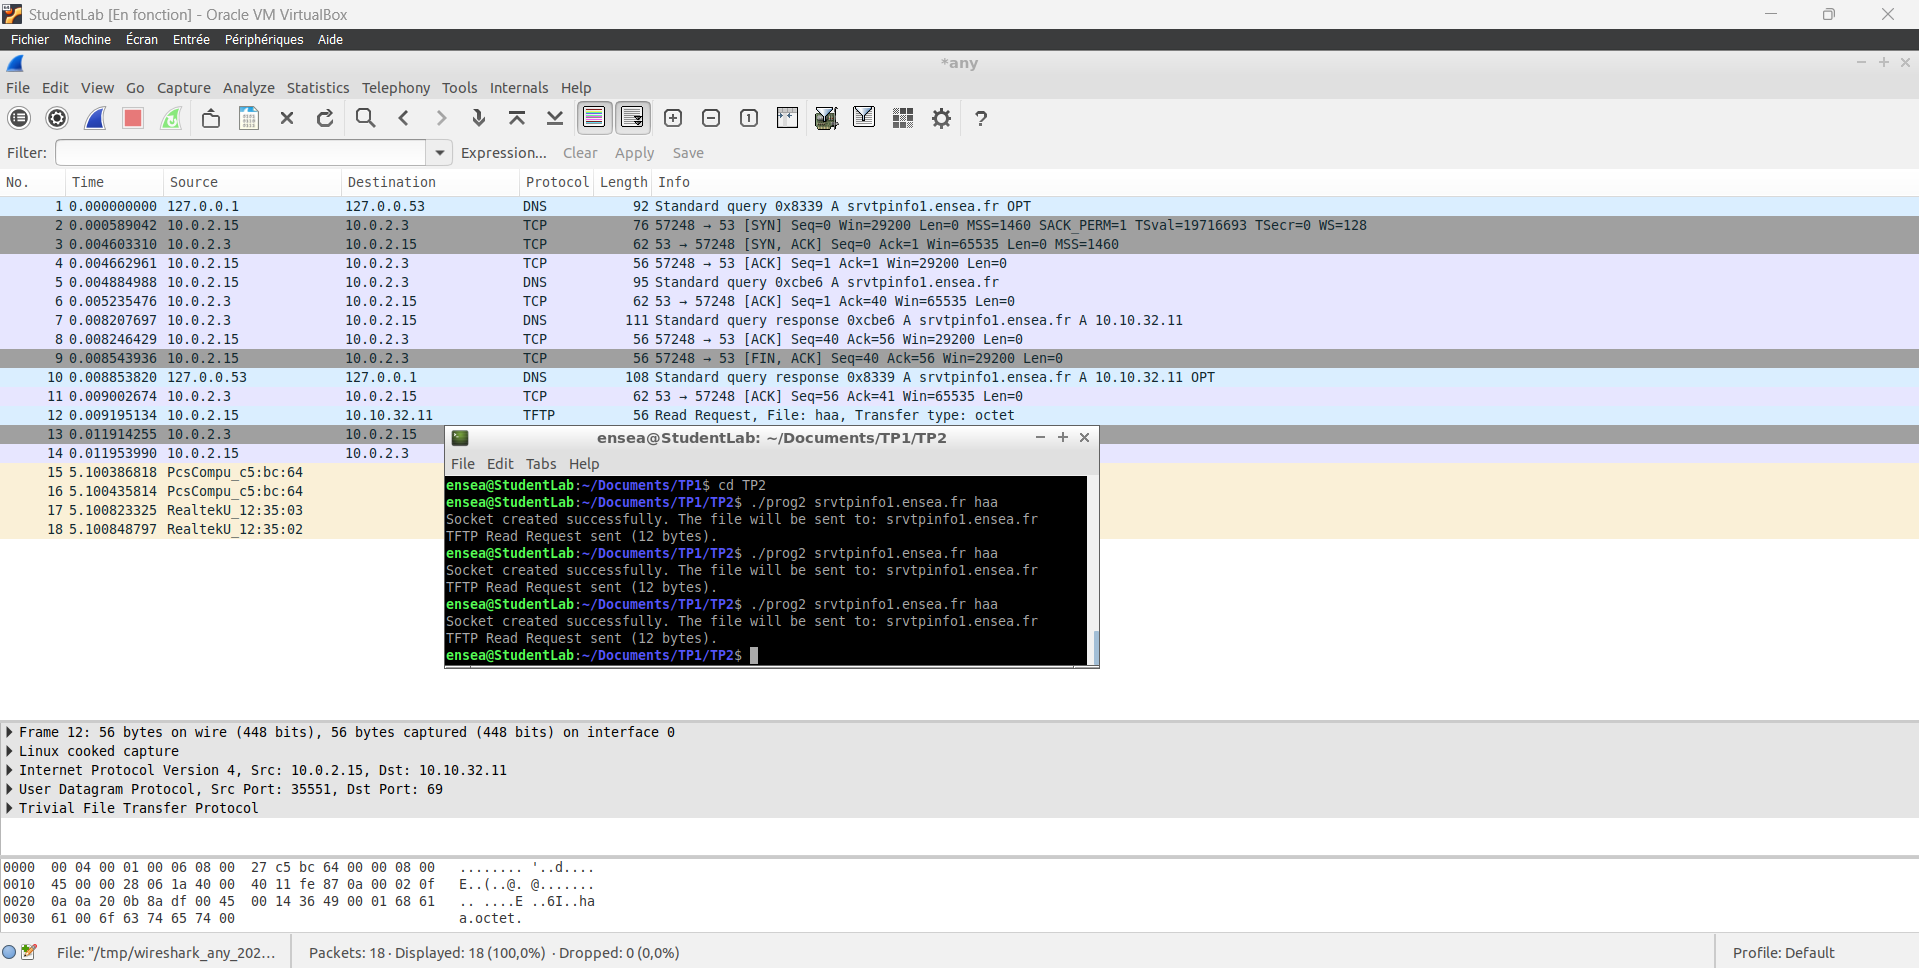 StudentLab [En fonction] - Oracle VM VirtualBox
Fichier Machine Écran Entrée Périphériques Aide
*any
File Edit View Go Capture Analyze Statistics Telephony Tools Internals Help
Filter: Expression... Clear Apply Save
No. Time Source Destination Protocol Length Info
1 0.000000000 127.0.0.1 127.0.0.53 DNS 92 Standard query 0x8339 A srvtpinfo1.ensea.fr OPT
2 0.000589042 10.0.2.15 10.0.2.3 TCP 76 57248 → 53 [SYN] Seq=0 Win=29200 Len=0 MSS=1460 SACK_PERM=1 TSval=19716693 TSecr=0 WS=128
3 0.004603310 10.0.2.3 10.0.2.15 TCP 62 53 → 57248 [SYN, ACK] Seq=0 Ack=1 Win=65535 Len=0 MSS=1460
4 0.004662961 10.0.2.15 10.0.2.3 TCP 56 57248 → 53 [ACK] Seq=1 Ack=1 Win=29200 Len=0
5 0.004884988 10.0.2.15 10.0.2.3 DNS 95 Standard query 0xcbe6 A srvtpinfo1.ensea.fr
6 0.005235476 10.0.2.3 10.0.2.15 TCP 62 53 → 57248 [ACK] Seq=1 Ack=40 Win=65535 Len=0
7 0.008207697 10.0.2.3 10.0.2.15 DNS 111 Standard query response 0xcbe6 A srvtpinfo1.ensea.fr A 10.10.32.11
8 0.008246429 10.0.2.15 10.0.2.3 TCP 56 57248 → 53 [ACK] Seq=40 Ack=56 Win=29200 Len=0
9 0.008543936 10.0.2.15 10.0.2.3 TCP 56 57248 → 53 [FIN, ACK] Seq=40 Ack=56 Win=29200 Len=0
10 0.008853820 127.0.0.53 127.0.0.1 DNS 108 Standard query response 0x8339 A srvtpinfo1.ensea.fr A 10.10.32.11 OPT
11 0.009002674 10.0.2.3 10.0.2.15 TCP 62 53 → 57248 [ACK] Seq=56 Ack=41 Win=65535 Len=0
12 0.009195134 10.0.2.15 10.10.32.11 TFTP 56 Read Request, File: haa, Transfer type: octet
13 0.011914255 10.0.2.3 10.0.2.15
14 0.011953990 10.0.2.15 10.0.2.3
15 5.100386818 PcsCompu_c5:bc:64
16 5.100435814 PcsCompu_c5:bc:64
17 5.100823325 RealtekU_12:35:03
18 5.100848797 RealtekU_12:35:02
ensea@StudentLab: ~/Documents/TP1/TP2
File Edit Tabs Help
ensea@StudentLab:~/Documents/TP1$ cd TP2
ensea@StudentLab:~/Documents/TP1/TP2$ ./prog2 srvtpinfo1.ensea.fr haa
Socket created successfully. The file will be sent to: srvtpinfo1.ensea.fr
TFTP Read Request sent (12 bytes).
ensea@StudentLab:~/Documents/TP1/TP2$ ./prog2 srvtpinfo1.ensea.fr haa
Socket created successfully. The file will be sent to: srvtpinfo1.ensea.fr
TFTP Read Request sent (12 bytes).
ensea@StudentLab:~/Documents/TP1/TP2$ ./prog2 srvtpinfo1.ensea.fr haa
Socket created successfully. The file will be sent to: srvtpinfo1.ensea.fr
TFTP Read Request sent (12 bytes).
ensea@StudentLab:~/Documents/TP1/TP2$
Frame 12: 56 bytes on wire (448 bits), 56 bytes captured (448 bits) on interface 0
Linux cooked capture
Internet Protocol Version 4, Src: 10.0.2.15, Dst: 10.10.32.11
User Datagram Protocol, Src Port: 35551, Dst Port: 69
Trivial File Transfer Protocol
0000 00 04 00 01 00 06 08 00 27 c5 bc 64 00 00 08 00 ........ '..d....
0010 45 00 00 28 06 1a 40 00 40 11 fe 87 0a 00 02 0f E..(..@. @.......
0020 0a 0a 20 0b 8a df 00 45 00 14 36 49 00 01 68 61 .. ....E ..6I..ha
0030 61 00 6f 63 74 65 74 00 a.octet.
File: "/tmp/wireshark_any_202... Packets: 18 · Displayed: 18 (100,0%) · Dropped: 0 (0,0%) Profile: Default